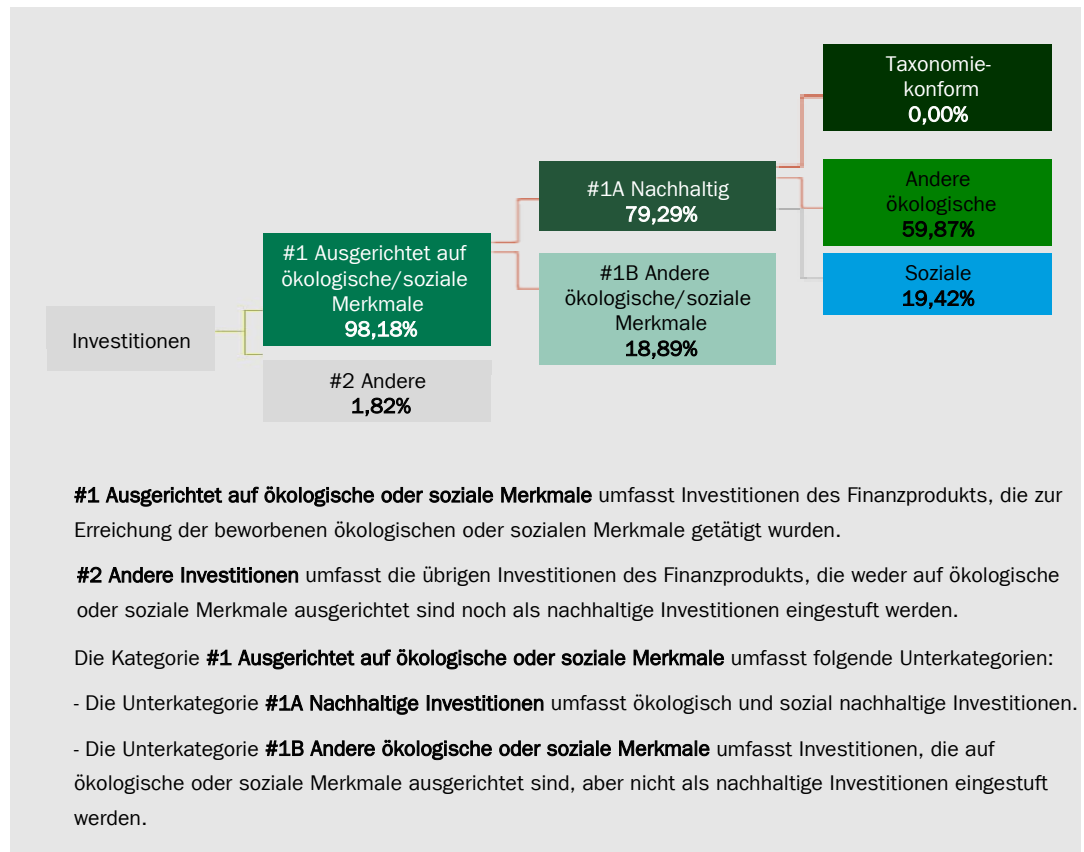 Taxonomie-
konform
0,00%
#1A Nachhaltig
79,29%
Andere
ökologische
59,87%
#1 Ausgerichtet auf
ökologische/soziale
Merkmale
98,18%
#1B Andere
ökologische/soziale
Merkmale
18,89%
Soziale
19,42%
Investitionen
#2 Andere
1,82%
#1 Ausgerichtet auf ökologische oder soziale Merkmale umfasst Investitionen des Finanzprodukts, die zur
Erreichung der beworbenen ökologischen oder sozialen Merkmale getätigt wurden.
#2 Andere Investitionen umfasst die übrigen Investitionen des Finanzprodukts, die weder auf ökologische
oder soziale Merkmale ausgerichtet sind noch als nachhaltige Investitionen eingestuft werden.
Die Kategorie #1 Ausgerichtet auf ökologische oder soziale Merkmale umfasst folgende Unterkategorien:
- Die Unterkategorie #1A Nachhaltige Investitionen umfasst ökologisch und sozial nachhaltige Investitionen.
- Die Unterkategorie #1B Andere ökologische oder soziale Merkmale umfasst Investitionen, die auf
ökologische oder soziale Merkmale ausgerichtet sind, aber nicht als nachhaltige Investitionen eingestuft
werden.